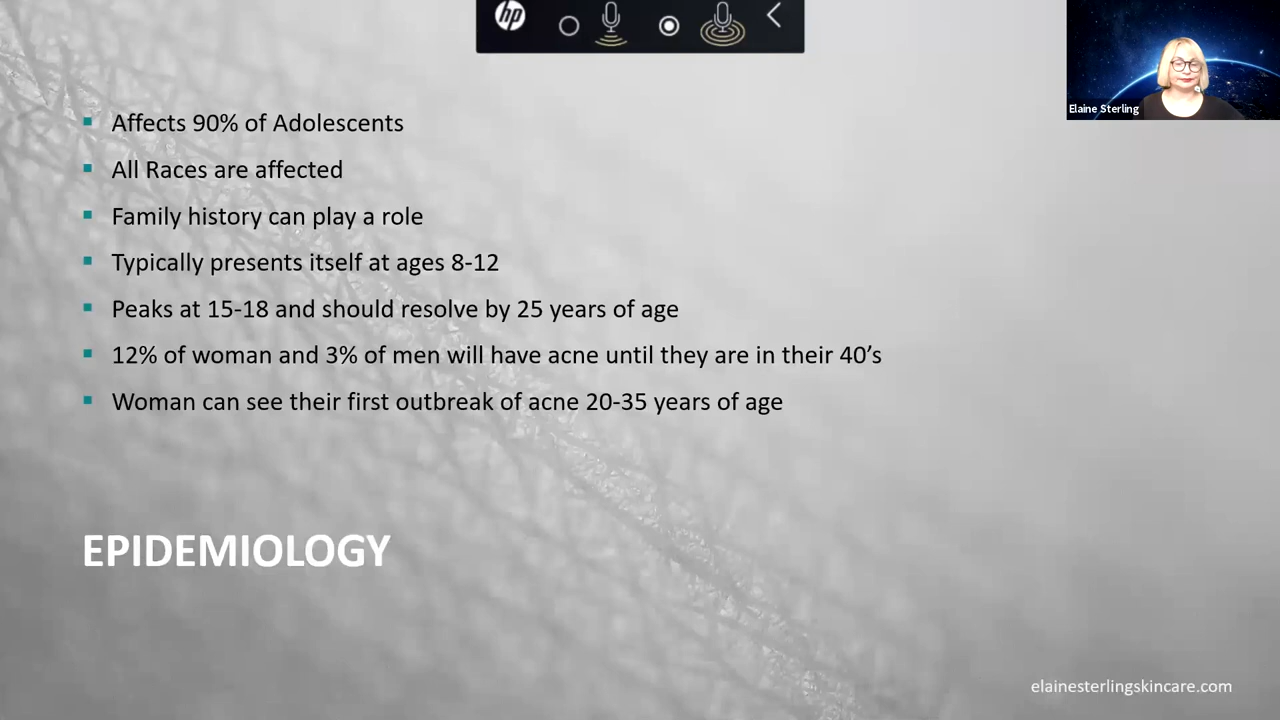 hp
Elaine Sterling
Affects 90% of Adolescents
All Races are affected
Family history can play a role
Typically presents itself at ages 8-12
Peaks at 15-18 and should resolve by 25 years of age
12% of woman and 3% of men will have acne until they are in their 40’s
Woman can see their first outbreak of acne 20-35 years of age
EPIDEMIOLOGY
elainesterlingskincare.com